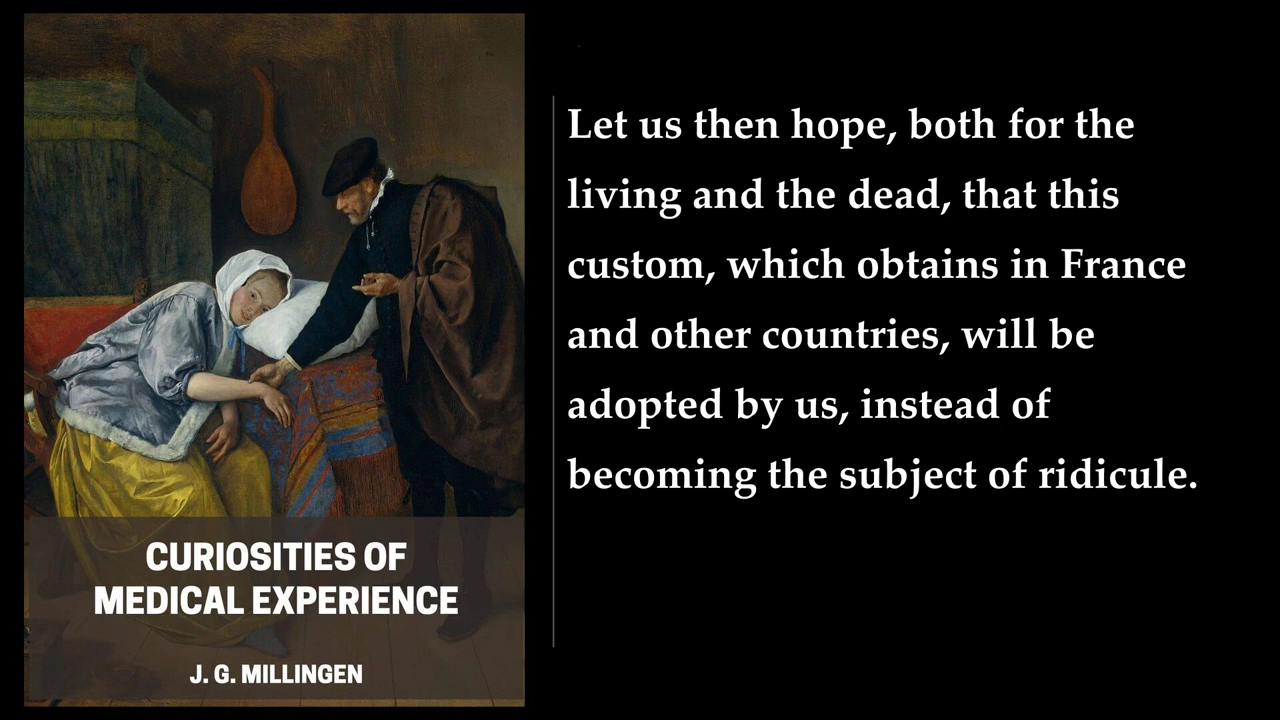 Let us then hope, both for the
living and the dead, that this
custom, which obtains in France
and other countries, will be
adopted by us, instead of
becoming the subject of ridicule.
CURIOSITIES OF
MEDICAL EXPERIENCE
J. G. MILLINGEN